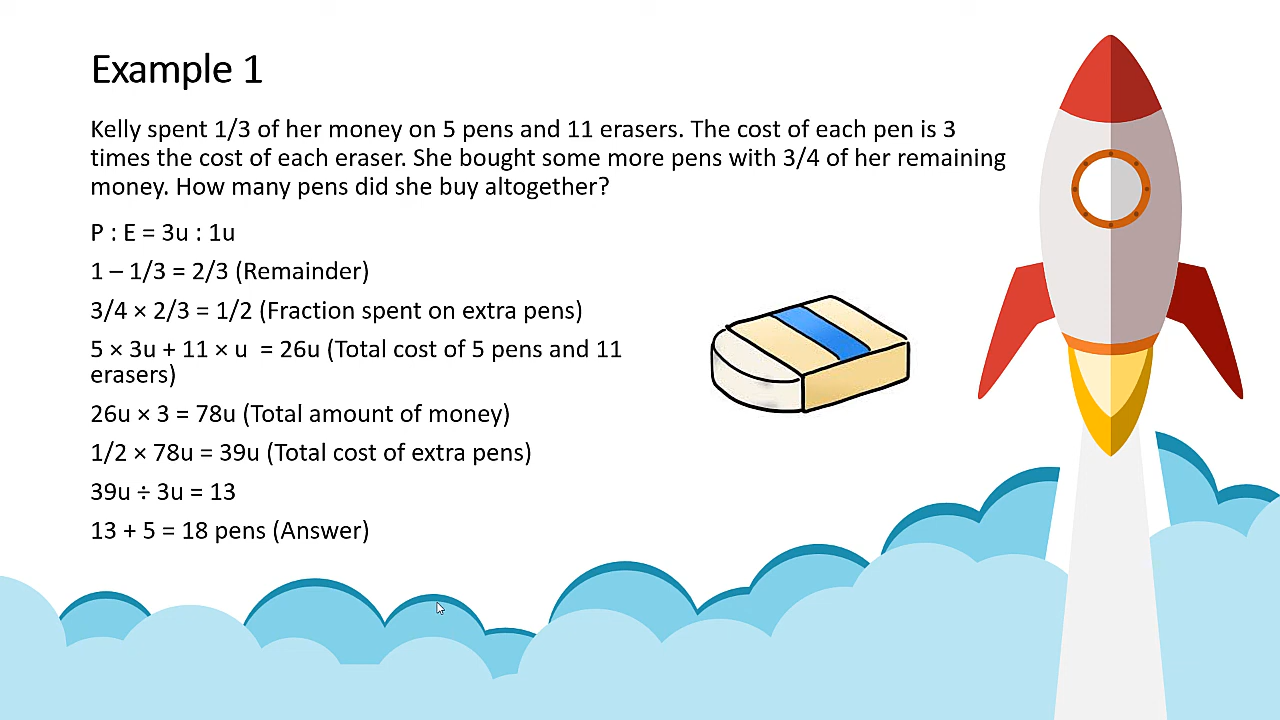 Example 1
Kelly spent 1/3 of her money on 5 pens and 11 erasers. The cost of each pen is 3
times the cost of each eraser. She bought some more pens with 3/4 of her remaining
money. How many pens did she buy altogether?
P : E = 3u : 1u
1 – 1/3 = 2/3 (Remainder)
3/4 × 2/3 = 1/2 (Fraction spent on extra pens)
5 × 3u + 11 × u  = 26u (Total cost of 5 pens and 11
erasers)
26u × 3 = 78u (Total amount of money)
1/2 × 78u = 39u (Total cost of extra pens)
39u ÷ 3u = 13
13 + 5 = 18 pens (Answer)